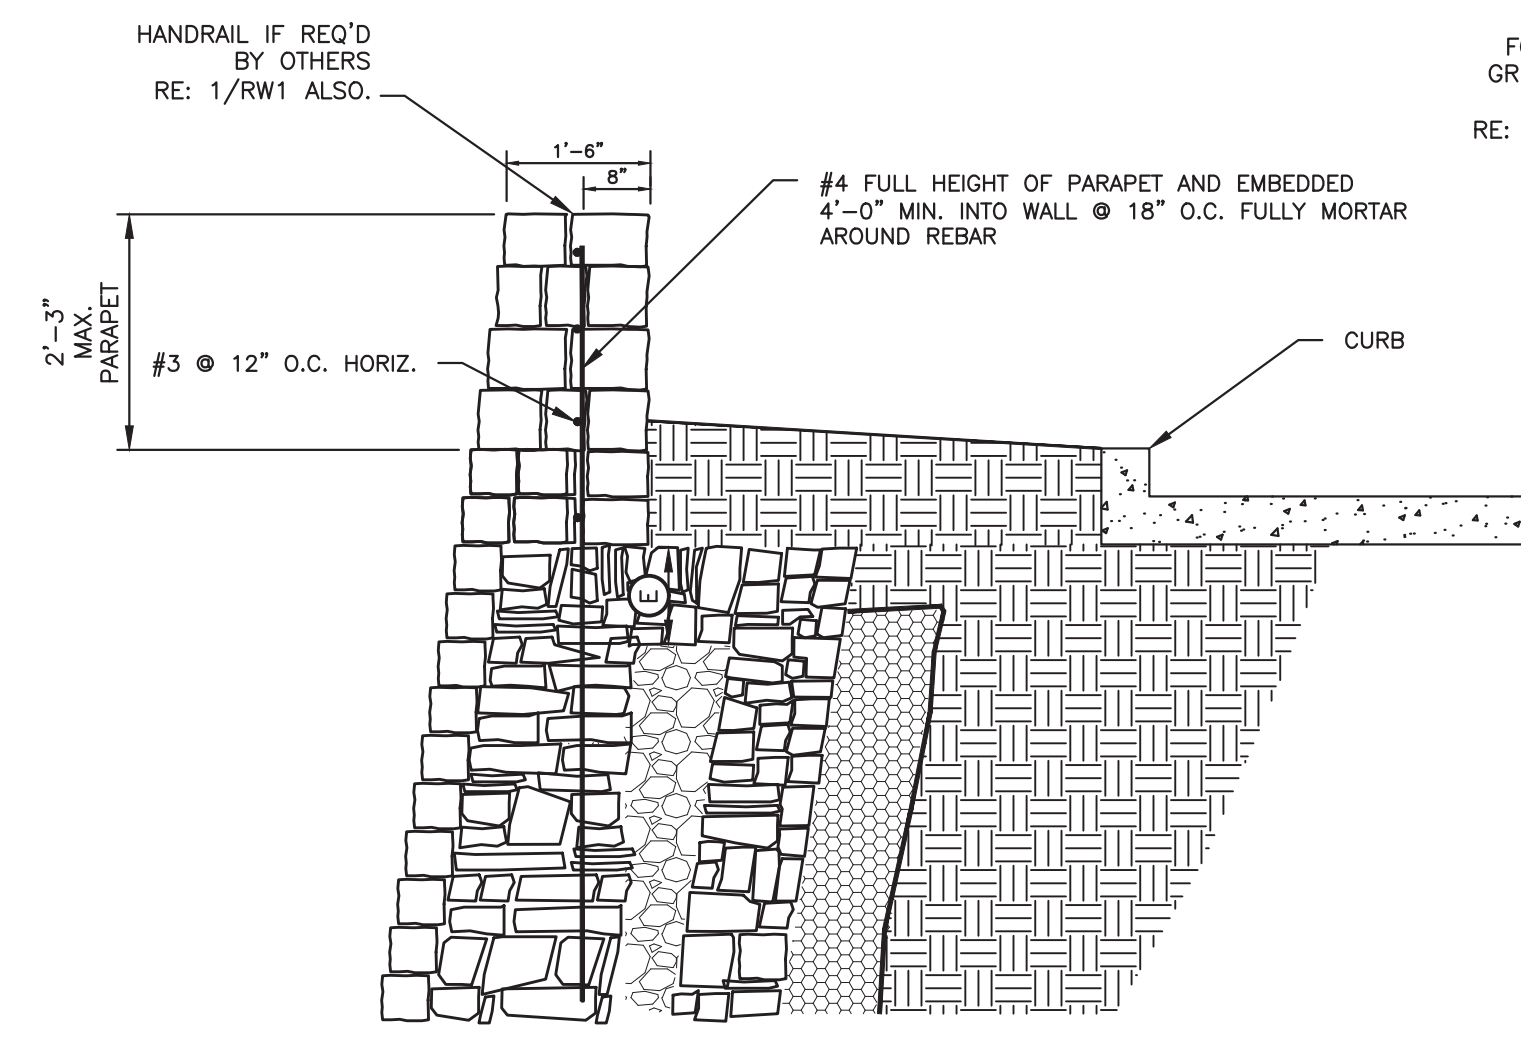 HANDRAIL IF REQ'D
BY OTHERS
RE: 1/RW1 ALSO.
FO
GR
RE:
1'-6"
8"
#4 FULL HEIGHT OF PARAPET AND EMBEDDED
4'-0" MIN. INTO WALL @ 18" O.C. FULLY MORTAR
AROUND REBAR
2'-3"
MAX.
PARAPET
#3 @ 12" O.C. HORIZ.
CURB
E